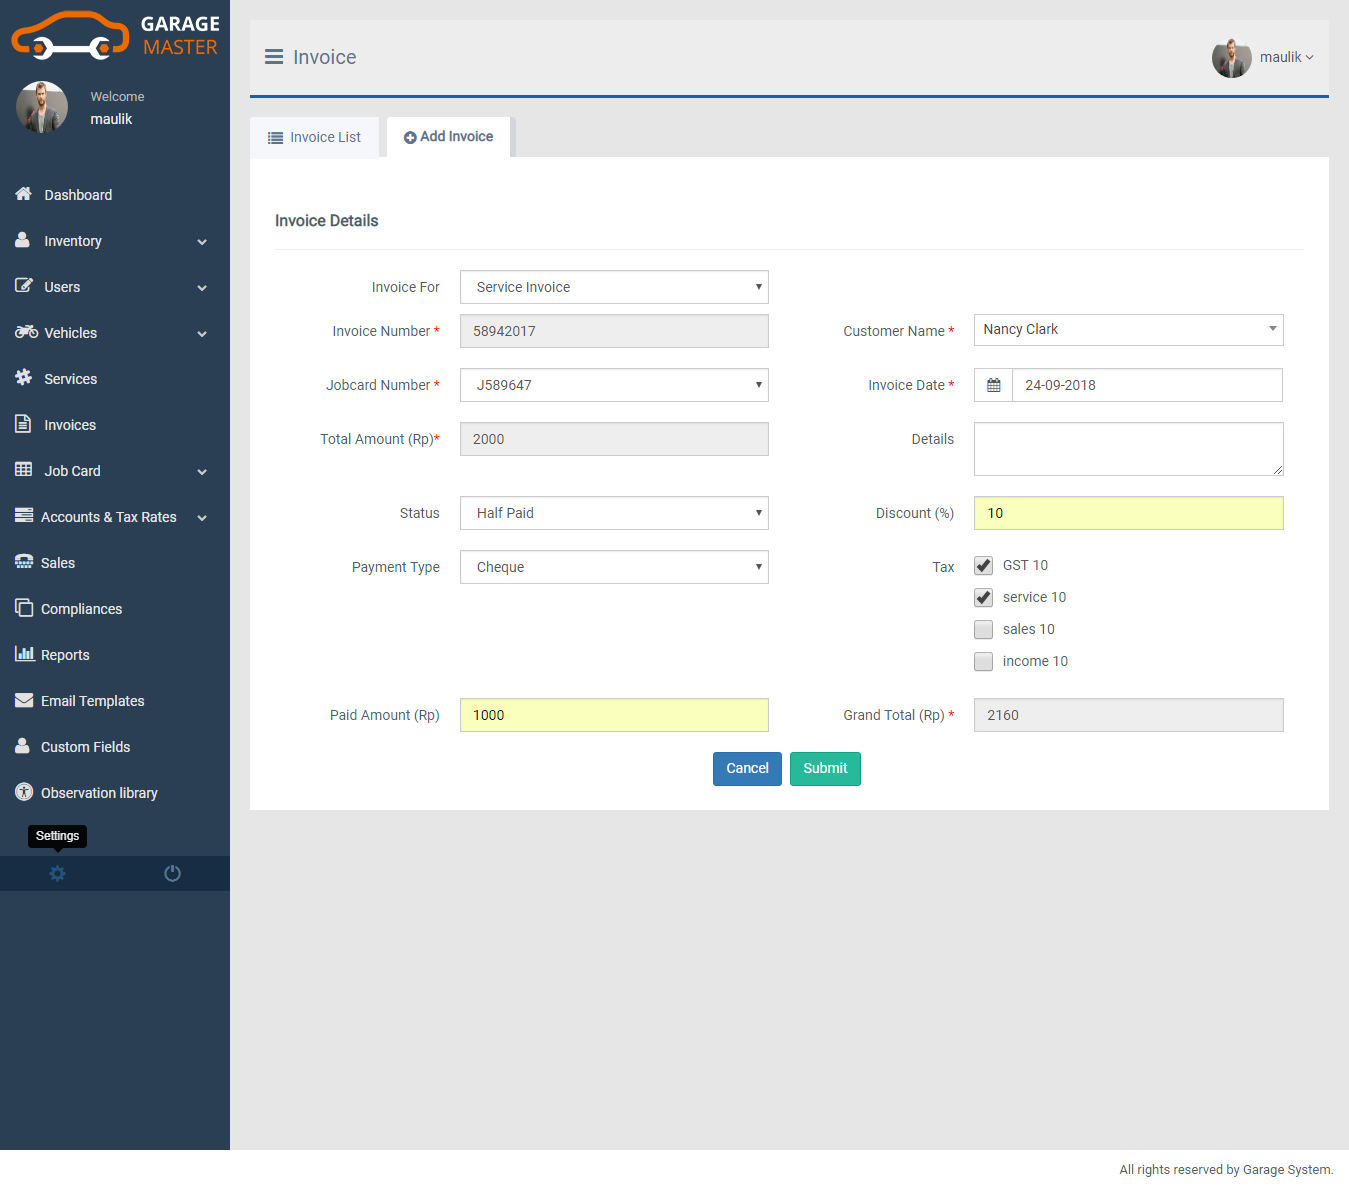 GARAGE
MASTER
Welcome
maulik
Dashboard
Inventory
Users
Vehicles
Services
Invoices
Job Card
Accounts & Tax Rates
Sales
Compliances
Reports
Email Templates
Custom Fields
Observation library
Settings
Invoice
maulik
Invoice List
Add Invoice
Invoice Details
Invoice For Service Invoice
Invoice Number * 58942017 Customer Name * Nancy Clark
Jobcard Number * J589647 Invoice Date * 24-09-2018
Total Amount (Rp)* 2000 Details
Status Half Paid Discount (%) 10
Payment Type Cheque Tax GST 10
service 10
sales 10
income 10
Paid Amount (Rp) 1000 Grand Total (Rp) * 2160
Cancel Submit
All rights reserved by Garage System.